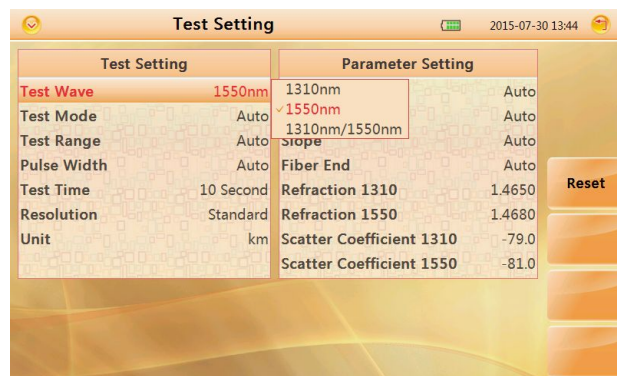 Test Setting
2015-07-30 13:44
Test Setting
Parameter Setting
Test Wave 1550nm
1310nm
✓1550nm
1310nm/1550nm
Auto
Test Mode Auto
Auto
Test Range Auto
Slope Auto
Pulse Width Auto
Fiber End Auto
Test Time 10 Second
Refraction 1310 1.4650
Resolution Standard
Refraction 1550 1.4680
Unit km
Scatter Coefficient 1310 -79.0
Scatter Coefficient 1550 -81.0
Reset